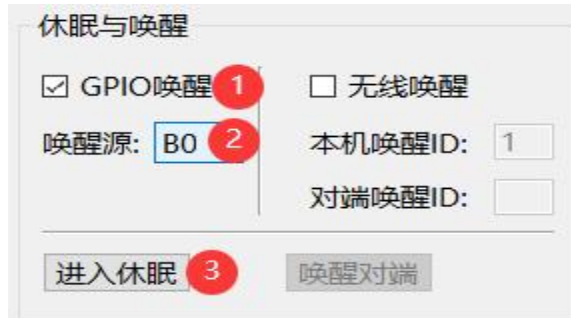 休眠与唤醒
GPIO唤醒 1
无线唤醒
唤醒源: B0 2
本机唤醒ID: 1
对端唤醒ID:
进入休眠 3
唤醒对端